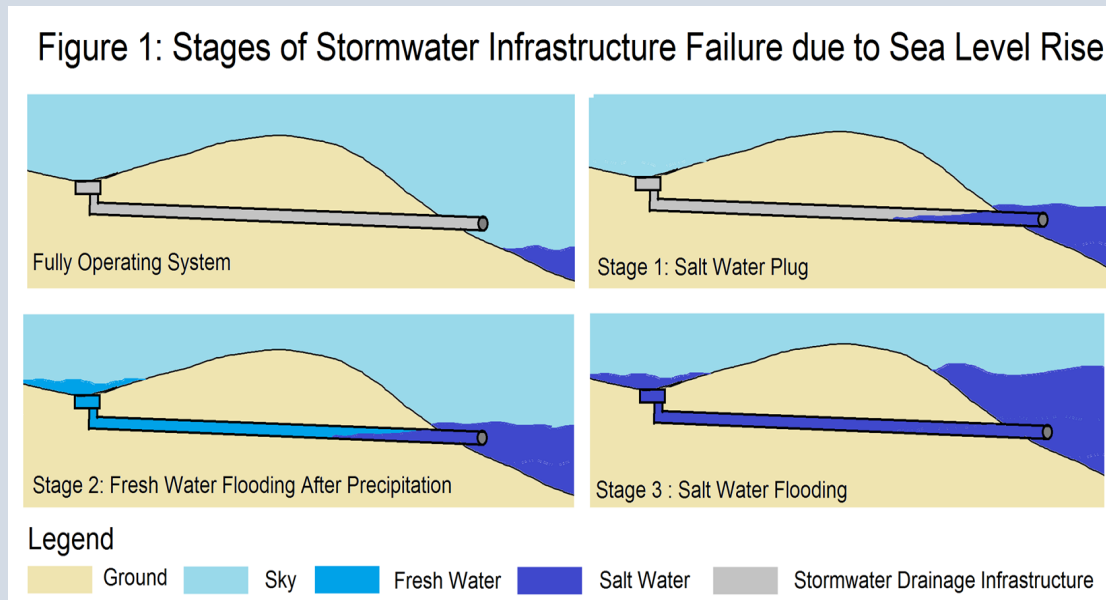 Figure 1: Stages of Stormwater Infrastructure Failure due to Sea Level Rise
Fully Operating System
Stage 1: Salt Water Plug
Stage 2: Fresh Water Flooding After Precipitation
Stage 3 : Salt Water Flooding
Legend
Ground
Sky
Fresh Water
Salt Water
Stormwater Drainage Infrastructure